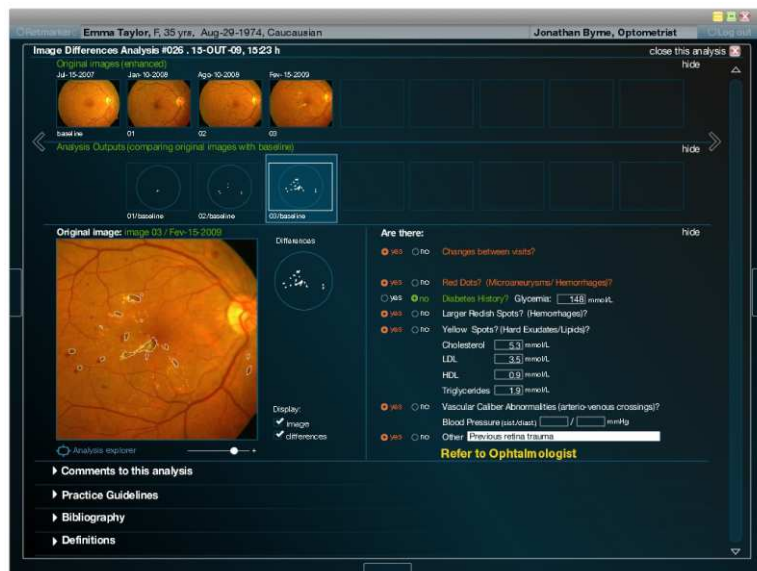 Retmarker Emma Taylor, F, 35 yrs, Aug-29-1974, Caucausian Jonathan Byrne, Optometrist Log out
Image Differences Analysis #026 . 15-OUT-09, 15:23 h close this analysis
Original images (enhanced) hide
Jul-15-2007 Jan-10-2008 Ago-10-2008 Fev-15-2009
baseline 01 02 03
Analysis Outputs (comparing original images with baseline) hide
01/baseline 02/baseline 03/baseline
Original image: image 03 / Fev-15-2009
Differences
Display:
image
differences
Analysis explorer - +
Are there: hide
yes no Changes between visits?
yes no Red Dots? (Microaneurysms/ Hemorrhages)?
yes no Diabetes History? Glycemia: 148 mmol/L
yes no Larger Redish Spots? (Hemorrhages)?
yes no Yellow Spots? (Hard Exudates/Lipids)?
Cholesterol 5.3 mmol/L
LDL 3.5 mmol/L
HDL 0.9 mmol/L
Triglycerides 1.9 mmol/L
yes no Vascular Caliber Abnormalities (arterio-venous crossings)?
Blood Pressure (sist./diast.) / mmHg
yes no Other Previous retina trauma
Refer to Ophtalmologist
Comments to this analysis
Practice Guidelines
Bibliography
Definitions